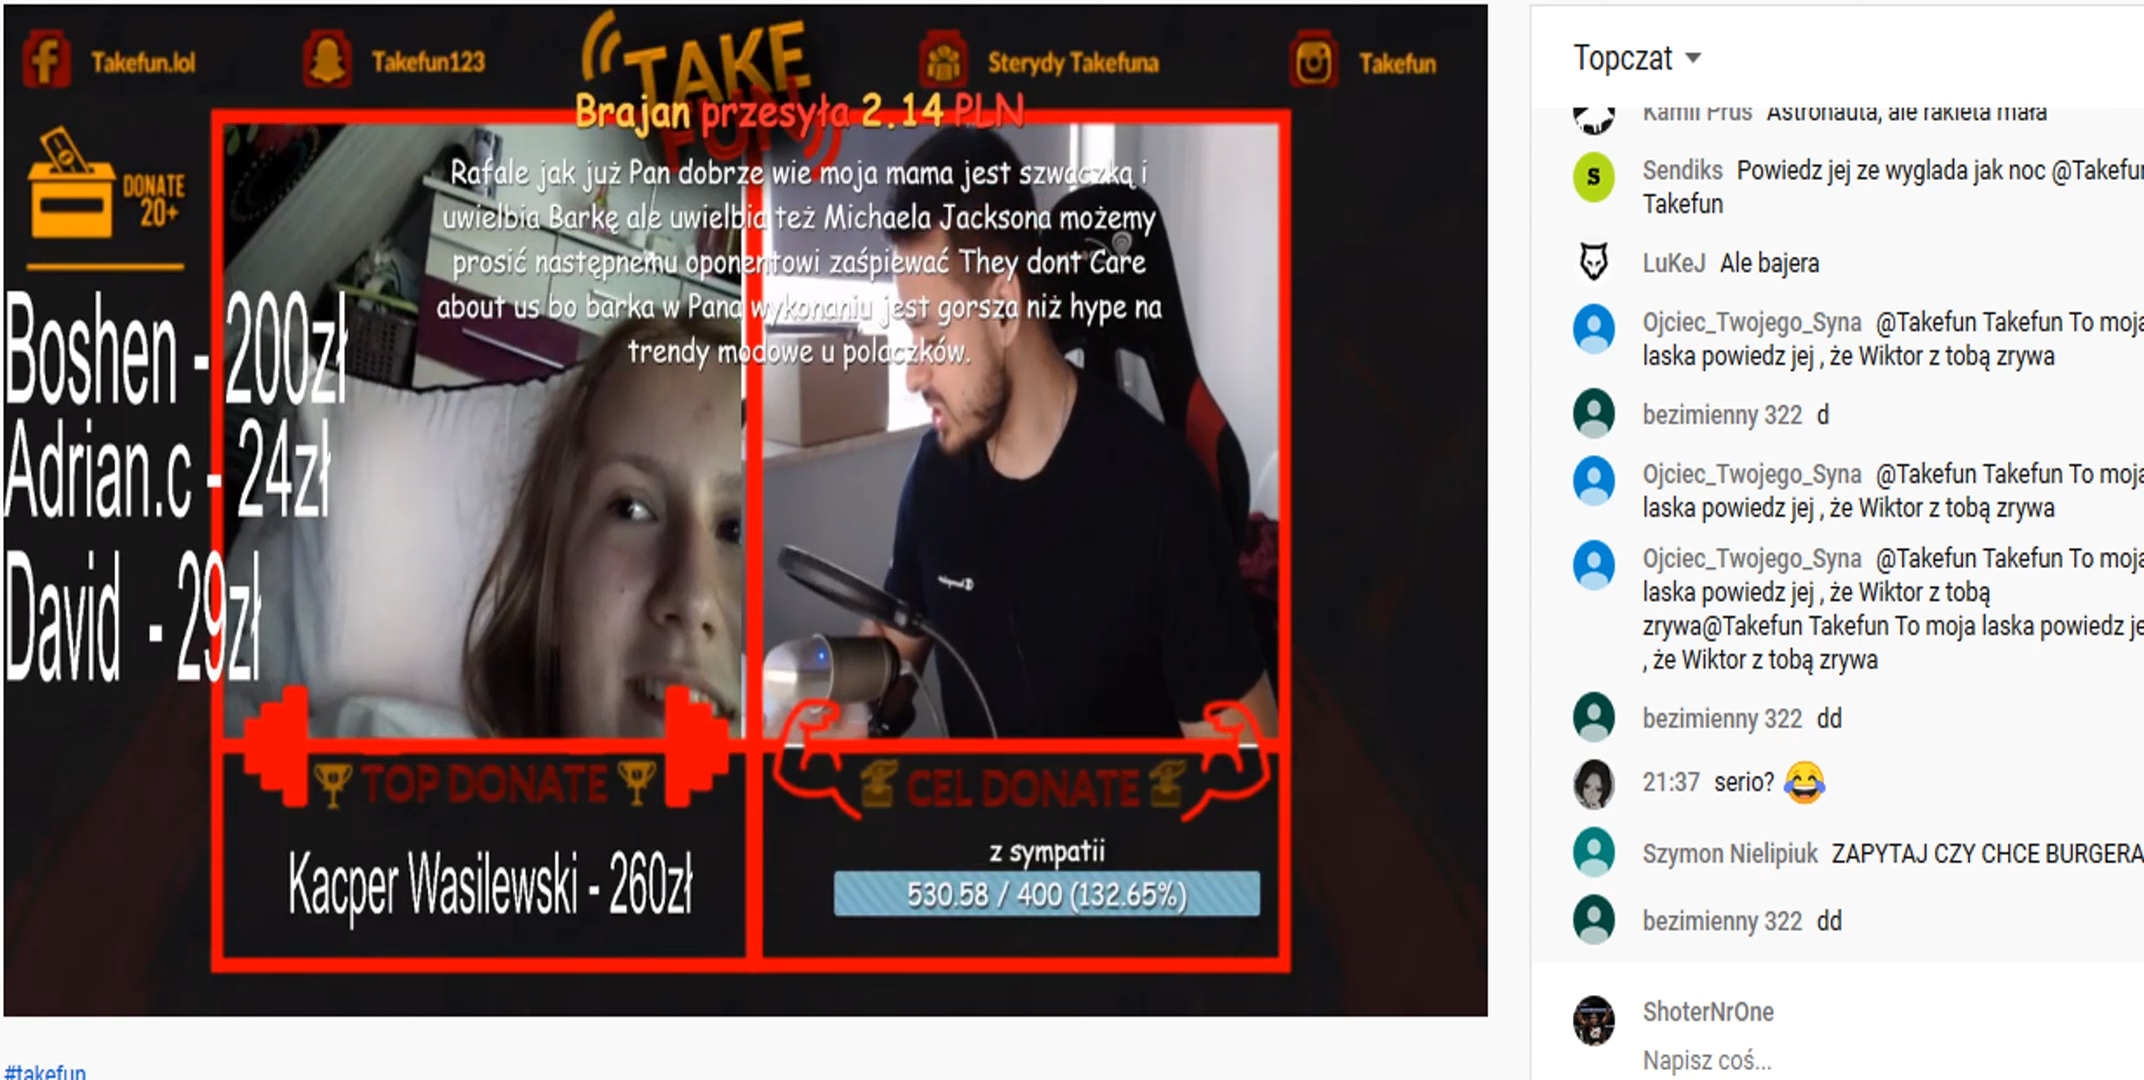 Takefun.lol
Takefun123
TAKE
FUN
Sterydy Takefuna
Takefun
Brajan przesyła 2.14 PLN
Rafale jak już Pan dobrze wie moja mama jest szwaczką i
uwielbia Barkę ale uwielbia też Michaela Jacksona możemy
prosić następnemu oponentowi zaśpiewać They dont Care
about us bo barka w Pana wykonaniu jest gorsza niż hype na
trendy modowe u polaczków.
DONATE
20+
Boshen - 200zł
Adrian.c - 24zł
David - 29zł
TOP DONATE
Kacper Wasilewski - 260zł
CEL DONATE
z sympatii
530.58 / 400 (132.65%)
#takefun
Topczat
Kamil Prus Astronauta, ale rakieta mała
S
Sendiks Powiedz jej ze wyglada jak noc @Takefun
Takefun
LuKeJ Ale bajera
Ojciec_Twojego_Syna @Takefun Takefun To moja
laska powiedz jej , że Wiktor z tobą zrywa
bezimienny 322 d
Ojciec_Twojego_Syna @Takefun Takefun To moja
laska powiedz jej , że Wiktor z tobą zrywa
Ojciec_Twojego_Syna @Takefun Takefun To moja
laska powiedz jej , że Wiktor z tobą
zrywa@Takefun Takefun To moja laska powiedz je
, że Wiktor z tobą zrywa
bezimienny 322 dd
21:37 serio? 😂
Szymon Nielipiuk ZAPYTAJ CZY CHCE BURGERA
bezimienny 322 dd
ShoterNrOne
Napisz coś...